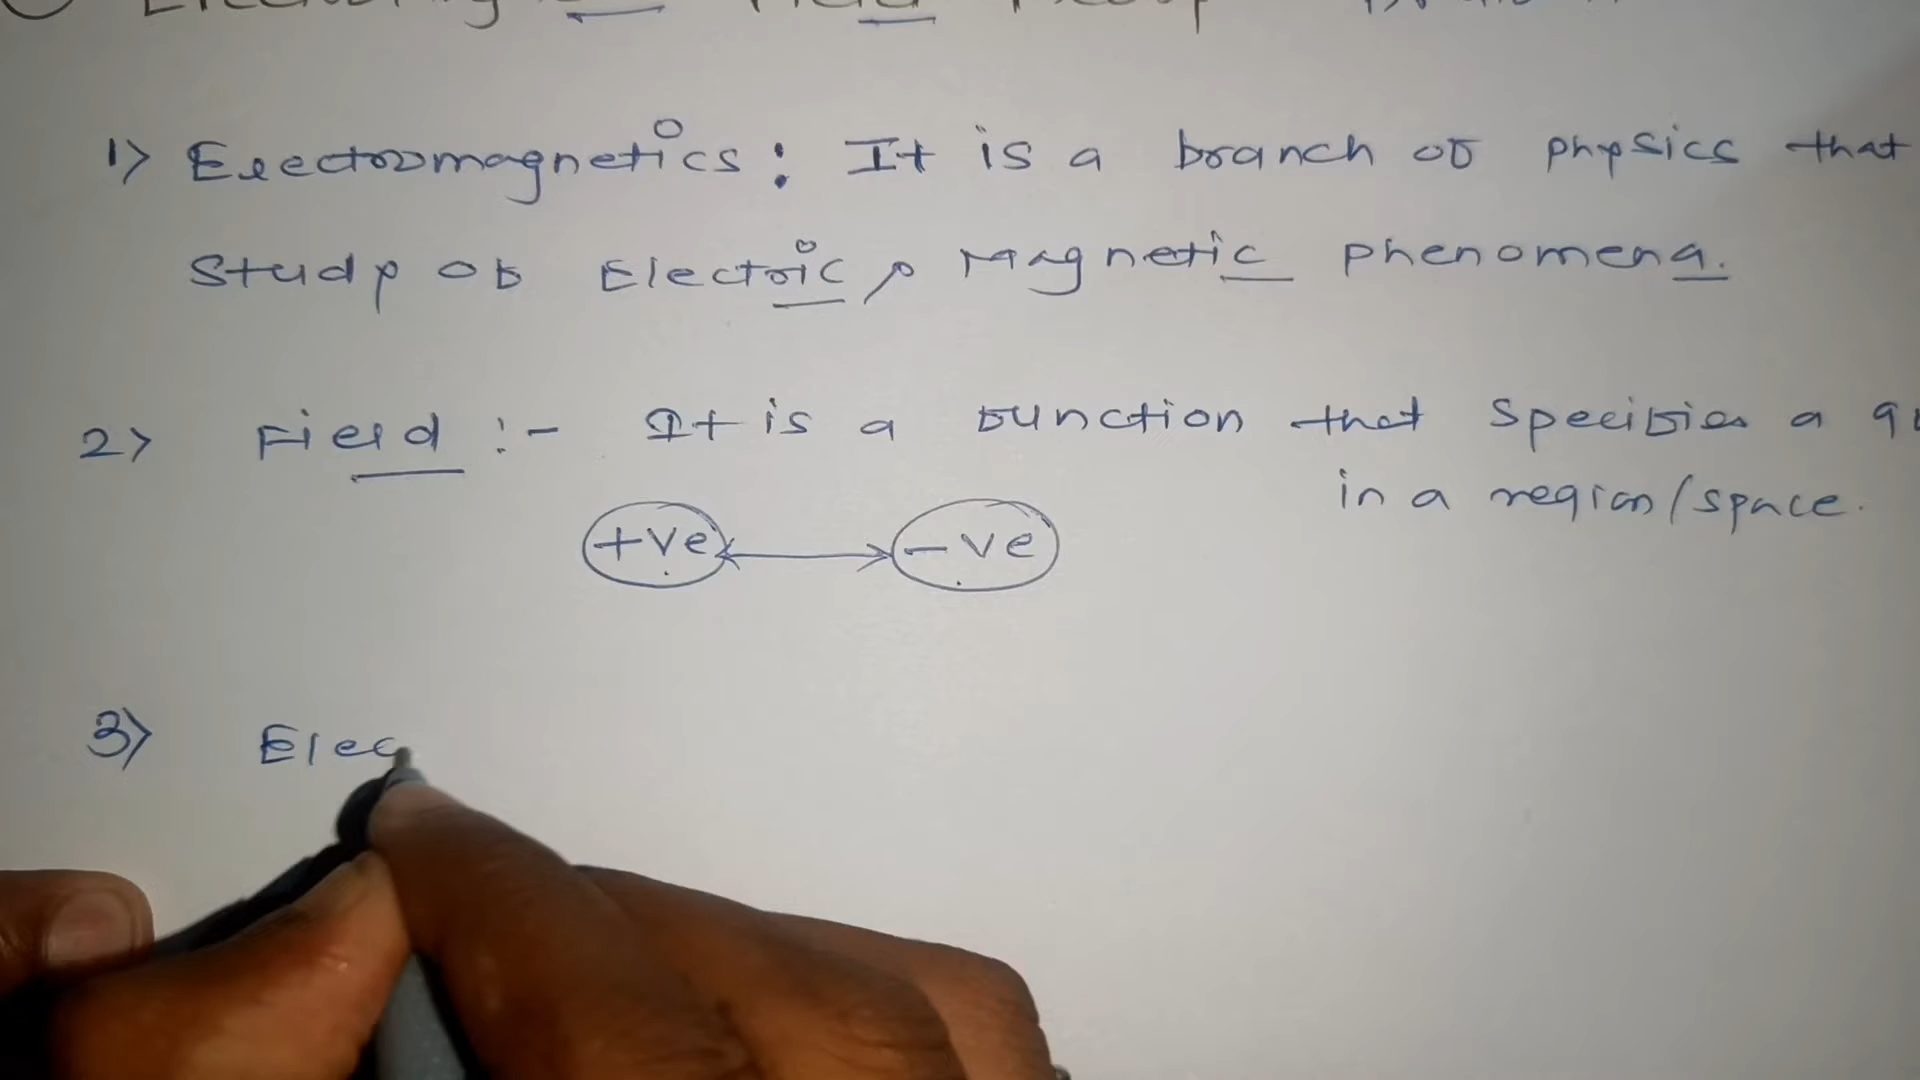 1) Electromagnetics: It is a branch of physics that
Study of Electric, Magnetic phenomena.
2) Field :- It is a function that specifies a
in a region/space.
+ve -ve
3) Elec